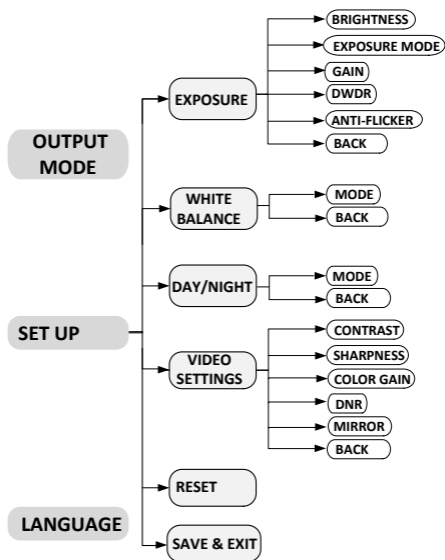 OUTPUT
MODE
SET UP
LANGUAGE
EXPOSURE
BRIGHTNESS
EXPOSURE MODE
GAIN
DWDR
ANTI-FLICKER
BACK
WHITE
BALANCE
MODE
BACK
DAY/NIGHT
MODE
BACK
VIDEO
SETTINGS
CONTRAST
SHARPNESS
COLOR GAIN
DNR
MIRROR
BACK
RESET
SAVE & EXIT